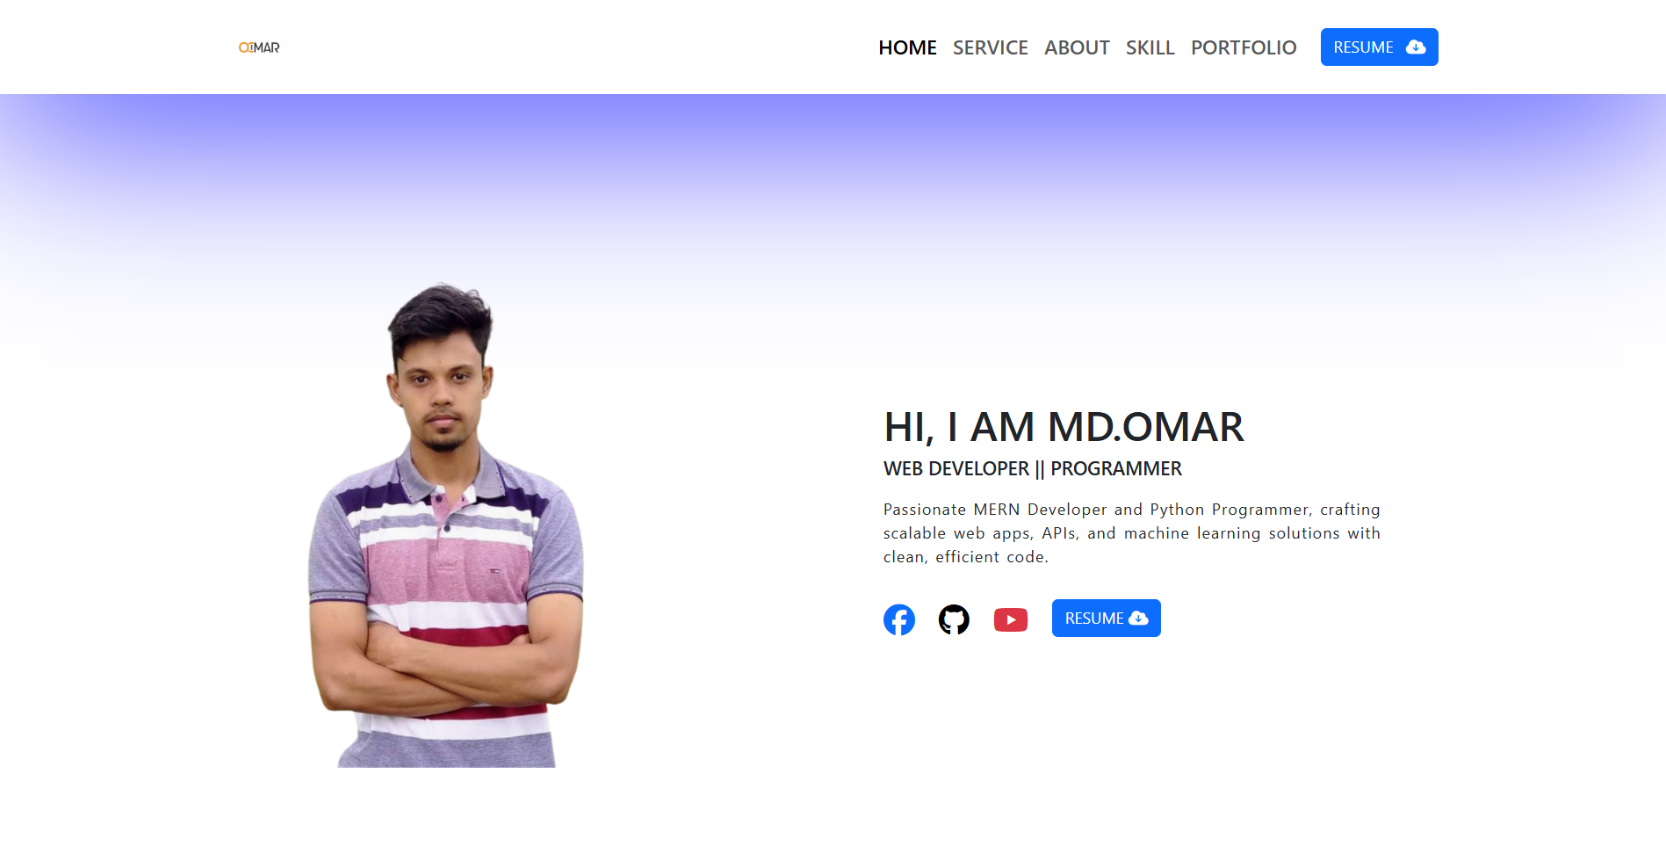 HOME SERVICE ABOUT SKILL PORTFOLIO RESUME
HI, I AM MD.OMAR
WEB DEVELOPER || PROGRAMMER
Passionate MERN Developer and Python Programmer, crafting
scalable web apps, APIs, and machine learning solutions with
clean, efficient code.
RESUME